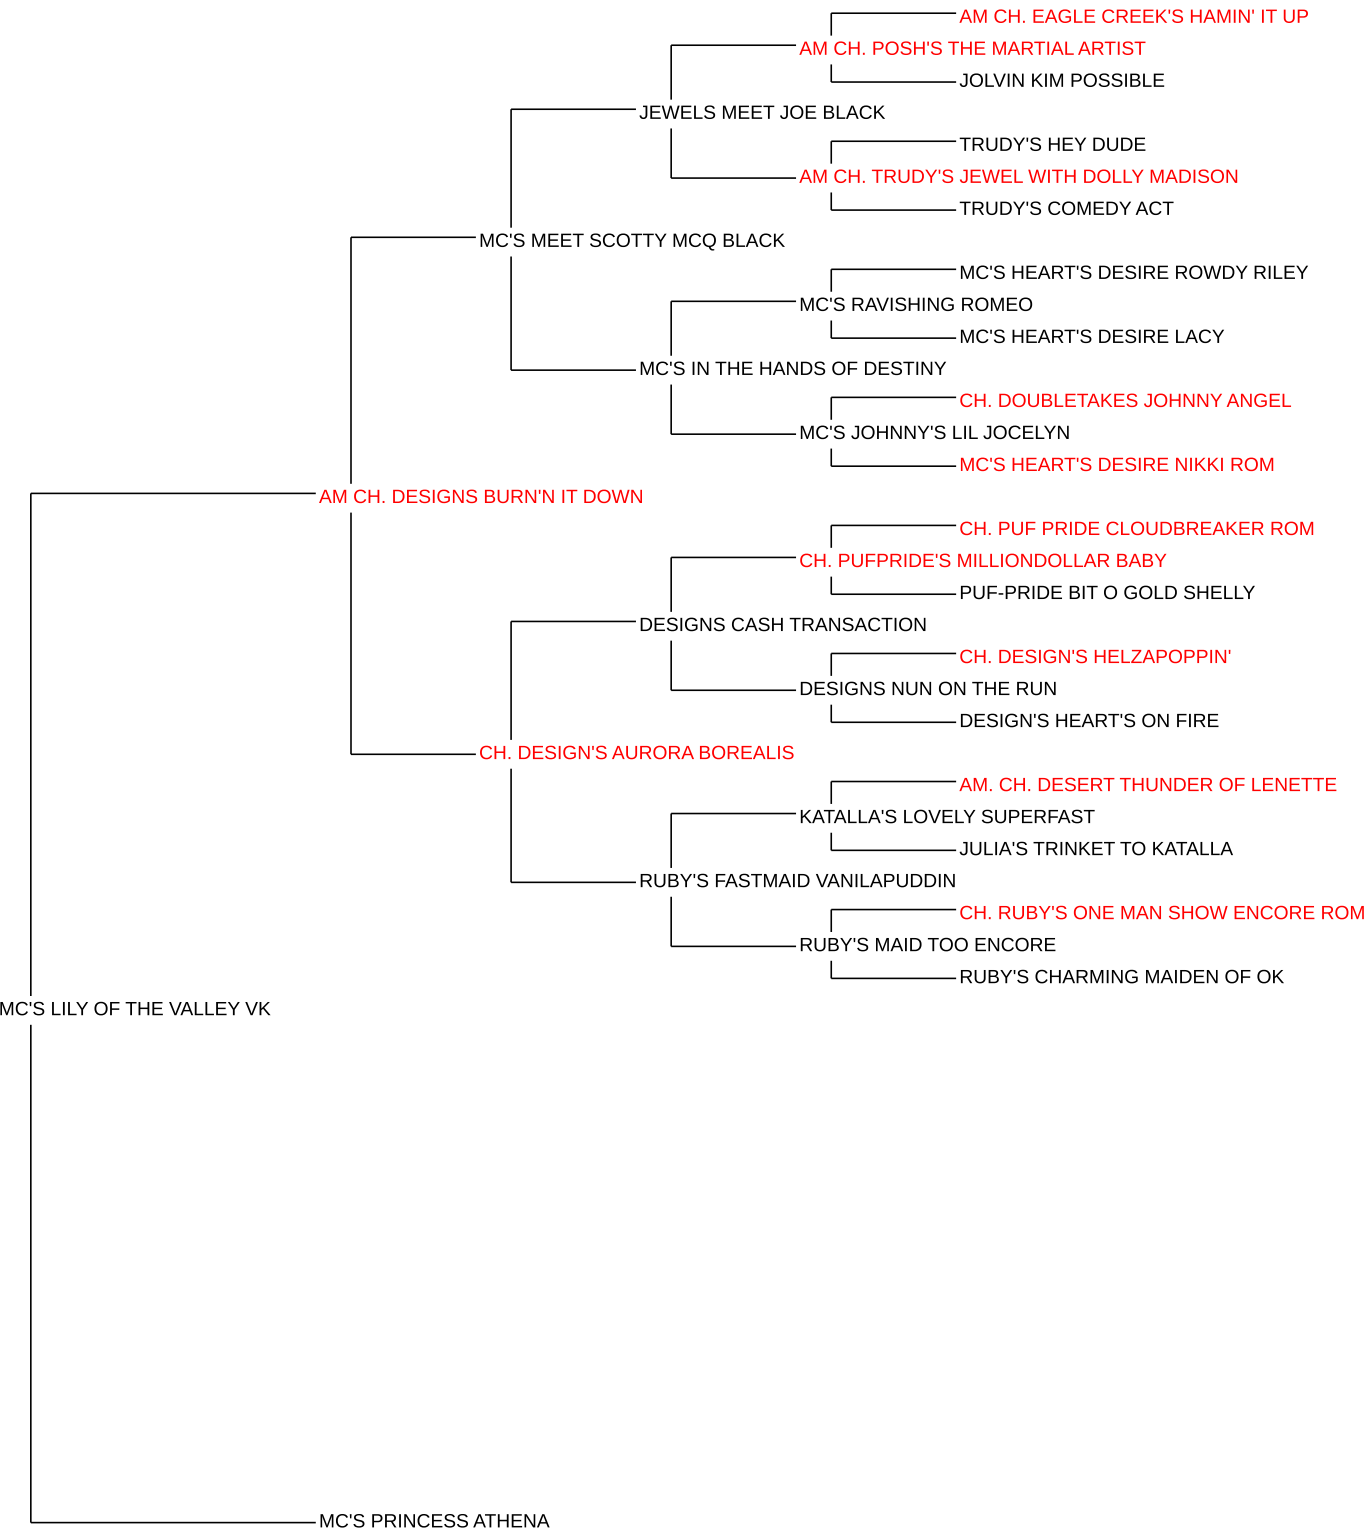 AM CH. EAGLE CREEK'S HAMIN' IT UP
AM CH. POSH'S THE MARTIAL ARTIST
JOLVIN KIM POSSIBLE
JEWELS MEET JOE BLACK
TRUDY'S HEY DUDE
AM CH. TRUDY'S JEWEL WITH DOLLY MADISON
TRUDY'S COMEDY ACT
MC'S MEET SCOTTY MCQ BLACK
MC'S HEART'S DESIRE ROWDY RILEY
MC'S RAVISHING ROMEO
MC'S HEART'S DESIRE LACY
MC'S IN THE HANDS OF DESTINY
CH. DOUBLETAKES JOHNNY ANGEL
MC'S JOHNNY'S LIL JOCELYN
MC'S HEART'S DESIRE NIKKI ROM
AM CH. DESIGNS BURN'N IT DOWN
CH. PUF PRIDE CLOUDBREAKER ROM
CH. PUFPRIDE'S MILLIONDOLLAR BABY
PUF-PRIDE BIT O GOLD SHELLY
DESIGNS CASH TRANSACTION
CH. DESIGN'S HELZAPOPPIN'
DESIGNS NUN ON THE RUN
DESIGN'S HEART'S ON FIRE
CH. DESIGN'S AURORA BOREALIS
AM. CH. DESERT THUNDER OF LENETTE
KATALLA'S LOVELY SUPERFAST
JULIA'S TRINKET TO KATALLA
RUBY'S FASTMAID VANILAPUDDIN
CH. RUBY'S ONE MAN SHOW ENCORE ROM
RUBY'S MAID TOO ENCORE
RUBY'S CHARMING MAIDEN OF OK
MC'S LILY OF THE VALLEY VK
MC'S PRINCESS ATHENA